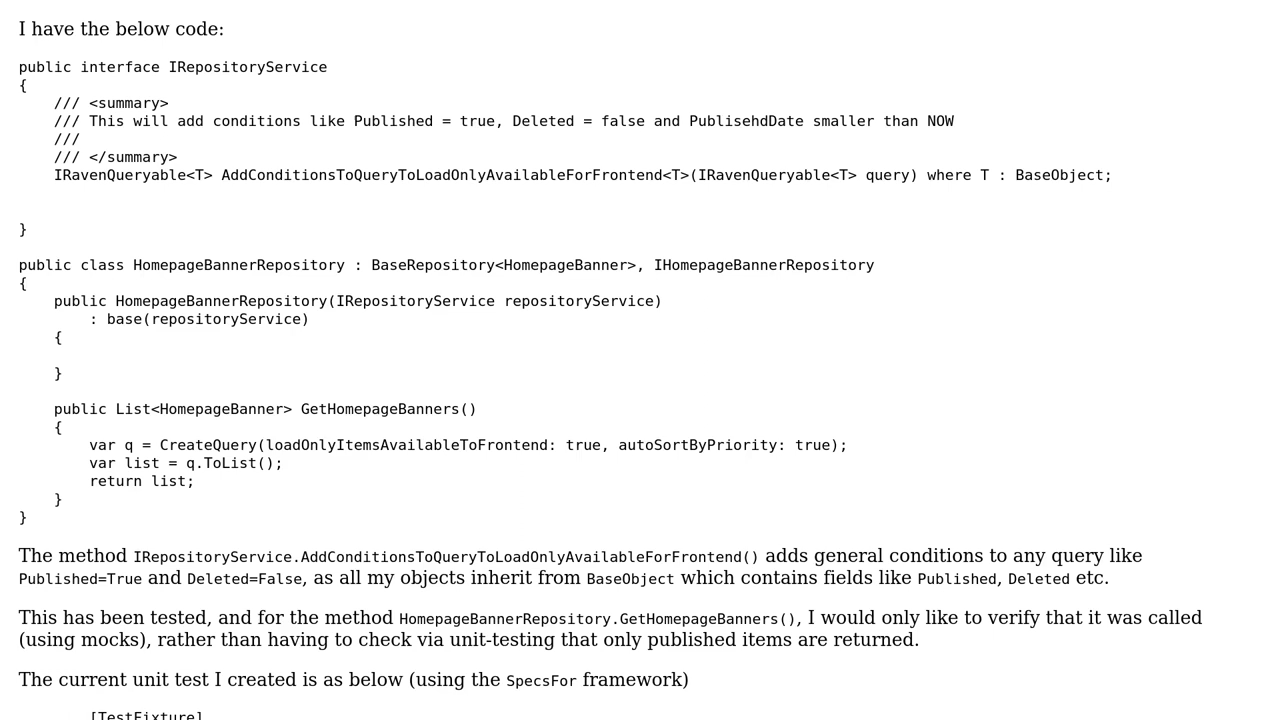 I have the below code:
public interface IRepositoryService
{
    /// <summary>
    /// This will add conditions like Published = true, Deleted = false and PublisehdDate smaller than NOW
    ///
    /// </summary>
    IRavenQueryable<T> AddConditionsToQueryToLoadOnlyAvailableForFrontend<T>(IRavenQueryable<T> query) where T : BaseObject;
}
public class HomepageBannerRepository : BaseRepository<HomepageBanner>, IHomepageBannerRepository
{
    public HomepageBannerRepository(IRepositoryService repositoryService)
        : base(repositoryService)
    {
    }
    public List<HomepageBanner> GetHomepageBanners()
    {
        var q = CreateQuery(loadOnlyItemsAvailableToFrontend: true, autoSortByPriority: true);
        var list = q.ToList();
        return list;
    }
}
The method IRepositoryService.AddConditionsToQueryToLoadOnlyAvailableForFrontend() adds general conditions to any query like
Published=True and Deleted=False, as all my objects inherit from BaseObject which contains fields like Published, Deleted etc.
This has been tested, and for the method HomepageBannerRepository.GetHomepageBanners(), I would only like to verify that it was called
(using mocks), rather than having to check via unit-testing that only published items are returned.
The current unit test I created is as below (using the SpecsFor framework)
        [TestFixture]